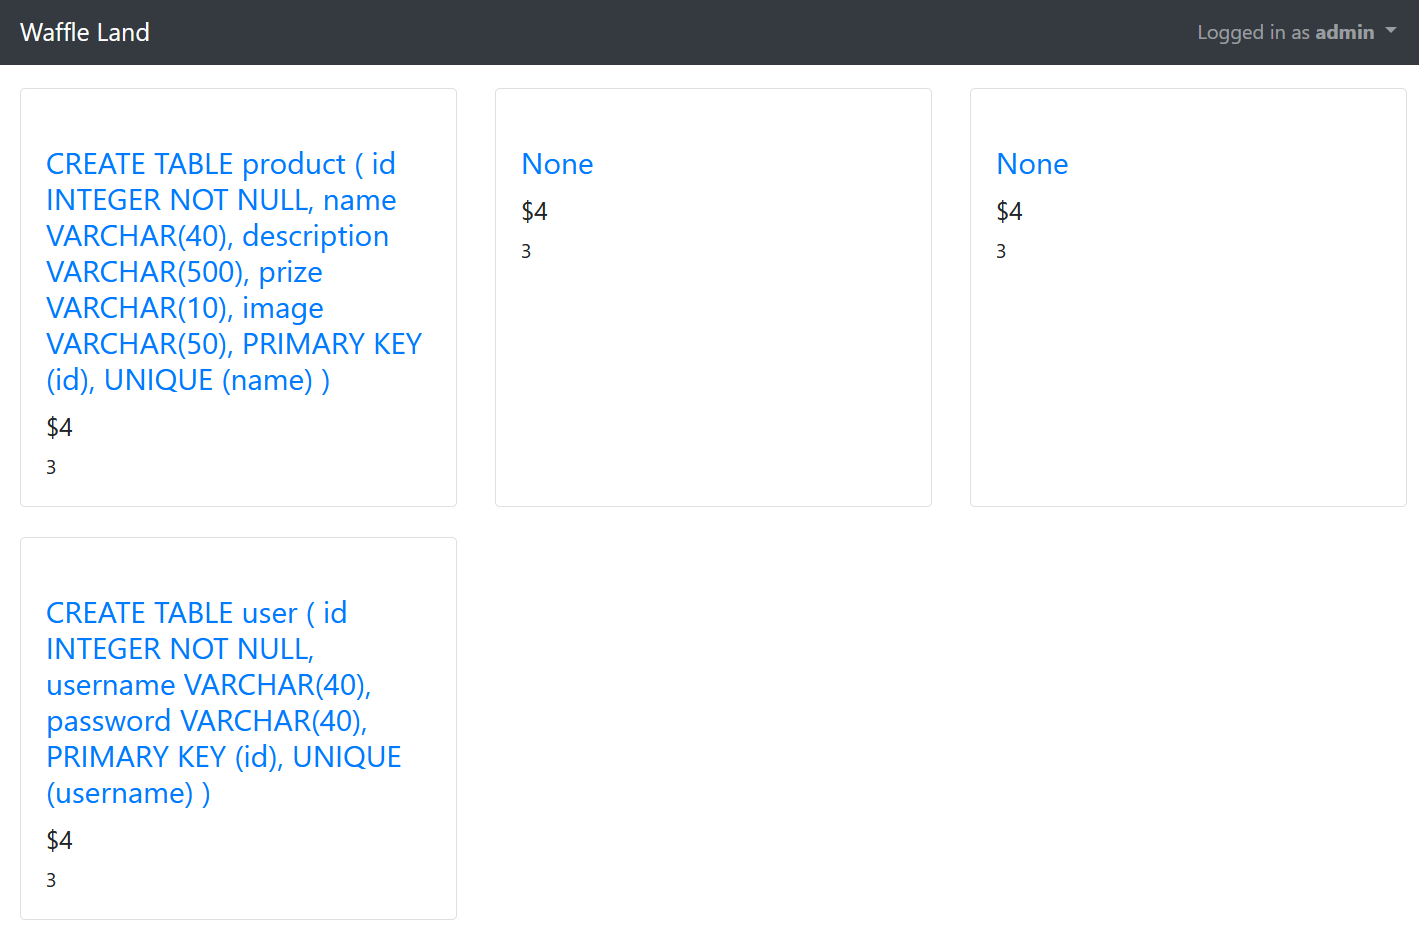 Waffle Land
Logged in as admin
CREATE TABLE product ( id
INTEGER NOT NULL, name
VARCHAR(40), description
VARCHAR(500), prize
VARCHAR(10), image
VARCHAR(50), PRIMARY KEY
(id), UNIQUE (name) )
$4
3
None
$4
3
None
$4
3
CREATE TABLE user ( id
INTEGER NOT NULL,
username VARCHAR(40),
password VARCHAR(40),
PRIMARY KEY (id), UNIQUE
(username) )
$4
3